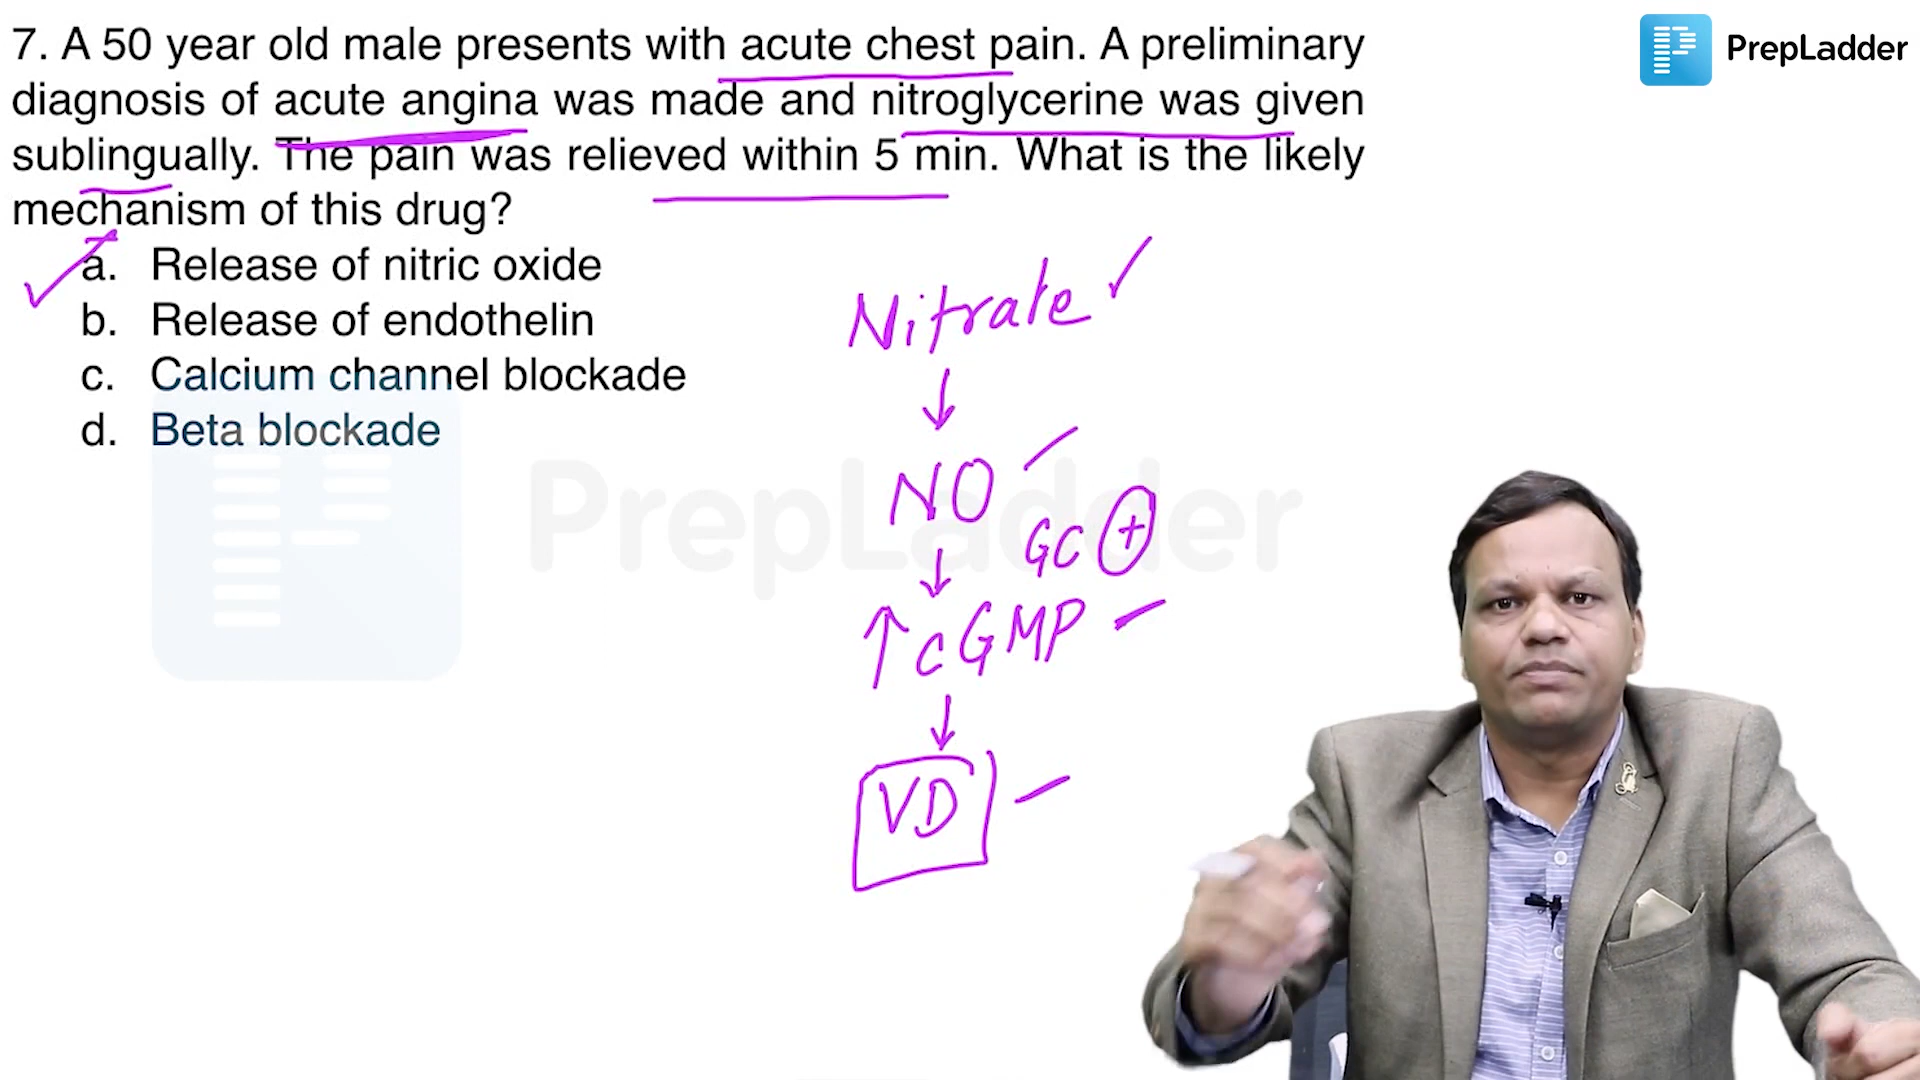 7. A 50 year old male presents with acute chest pain. A preliminary
diagnosis of acute angina was made and nitroglycerine was given
sublingually. The pain was relieved within 5 min. What is the likely
mechanism of this drug?
a. Release of nitric oxide
b. Release of endothelin
c. Calcium channel blockade
d. Beta blockade
PrepLadder
Nitrate
NO
GC +
↑ cGMP
VD
PrepLadder